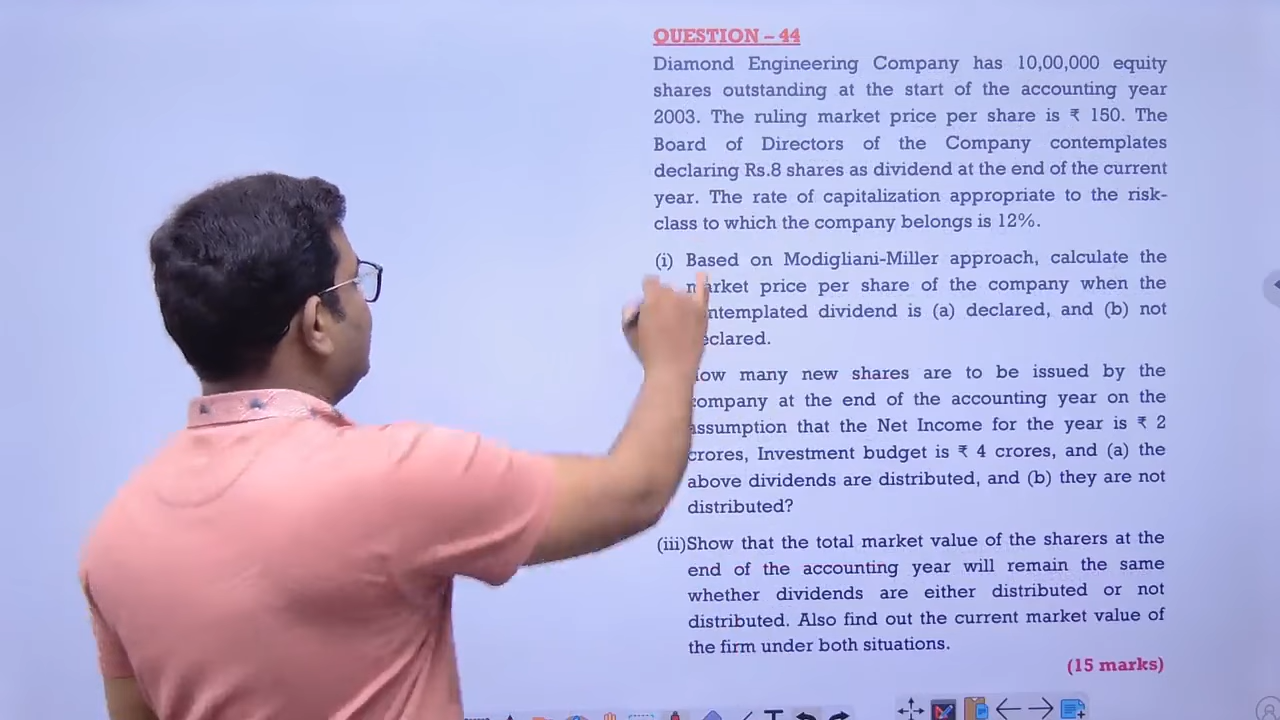 QUESTION – 44
Diamond Engineering Company has 10,00,000 equity
shares outstanding at the start of the accounting year
2003. The ruling market price per share is ₹ 150. The
Board of Directors of the Company contemplates
declaring Rs.8 shares as dividend at the end of the current
year. The rate of capitalization appropriate to the risk-
class to which the company belongs is 12%.
(i) Based on Modigliani-Miller approach, calculate the
market price per share of the company when the
contemplated dividend is (a) declared, and (b) not
declared.
How many new shares are to be issued by the
company at the end of the accounting year on the
assumption that the Net Income for the year is ₹ 2
crores, Investment budget is ₹ 4 crores, and (a) the
above dividends are distributed, and (b) they are not
distributed?
(iii)Show that the total market value of the sharers at the
end of the accounting year will remain the same
whether dividends are either distributed or not
distributed. Also find out the current market value of
the firm under both situations.
(15 marks)